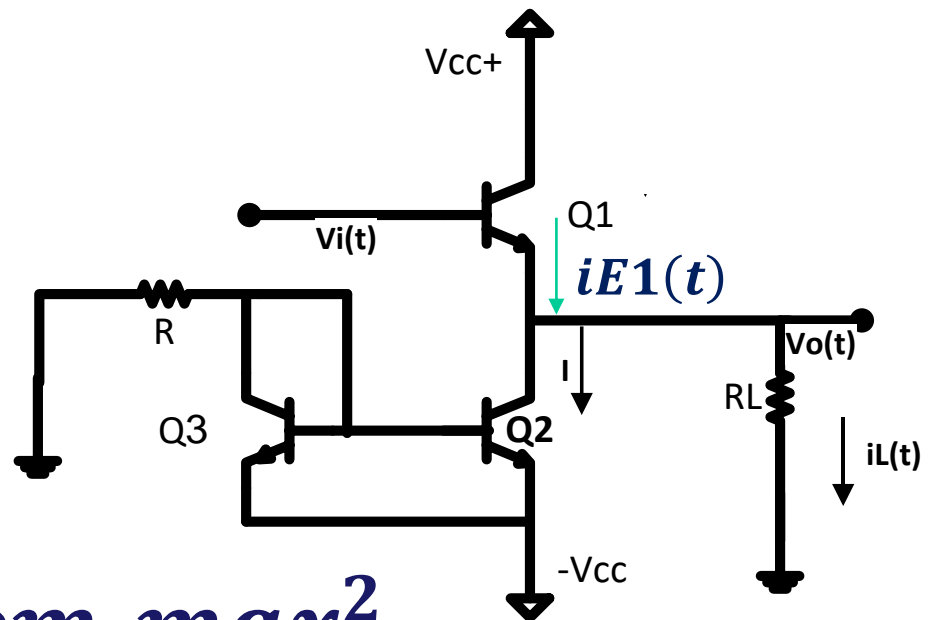 Vcc+
Q1
Vi(t)
iE1(t)
R
Vo(t)
I
RL
Q3
Q2
iL(t)
-Vcc